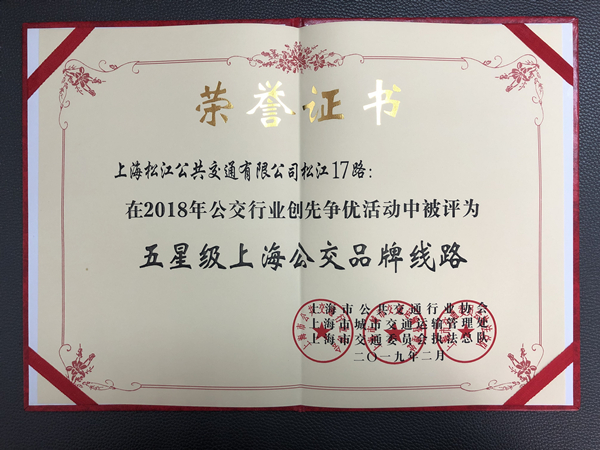 荣誉证书
上海松江公共交通有限公司松江17路:
在2018年公交行业创先争优活动中被评为
五星级上海公交品牌线路
上海市公共交通行业协会
上海市城市交通运输管理处
上海市交通委员会执法总队
二〇一九年二月